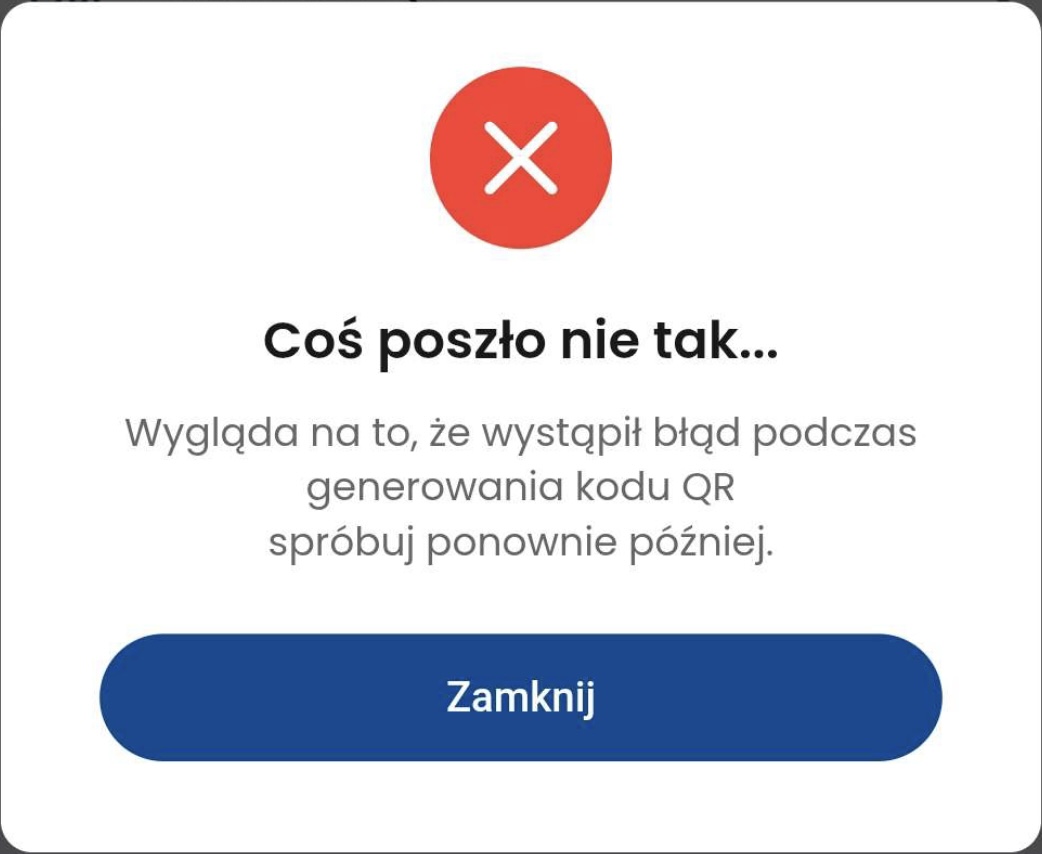 Coś poszło nie tak...
Wygląda na to, że wystąpił błąd podczas
generowania kodu QR
spróbuj ponownie później.
Zamknij